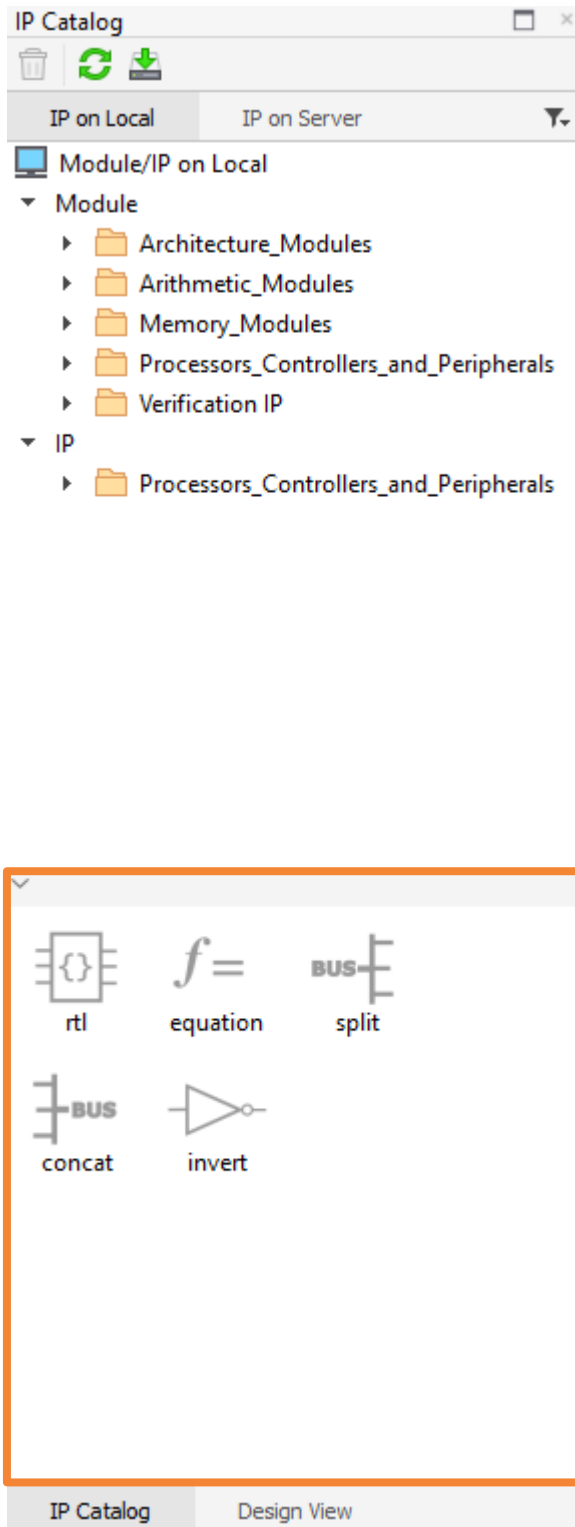 IP Catalog
IP on Local IP on Server
Module/IP on Local
Module
Architecture_Modules
Arithmetic_Modules
Memory_Modules
Processors_Controllers_and_Peripherals
Verification IP
IP
Processors_Controllers_and_Peripherals
{} f= BUS
rtl equation split
BUS
concat invert
IP Catalog Design View